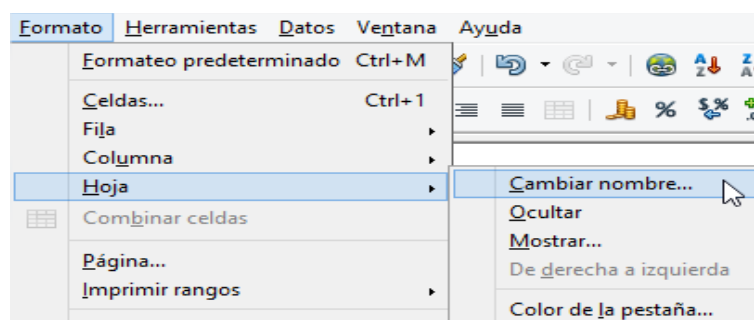 Formato Herramientas Datos Ventana Ayuda
Formateo predeterminado Ctrl+M
Celdas... Ctrl+1
Fila
Columna
Hoja
Combinar celdas
Página...
Imprimir rangos
Cambiar nombre...
Ocultar
Mostrar...
De derecha a izquierda
Color de la pestaña...